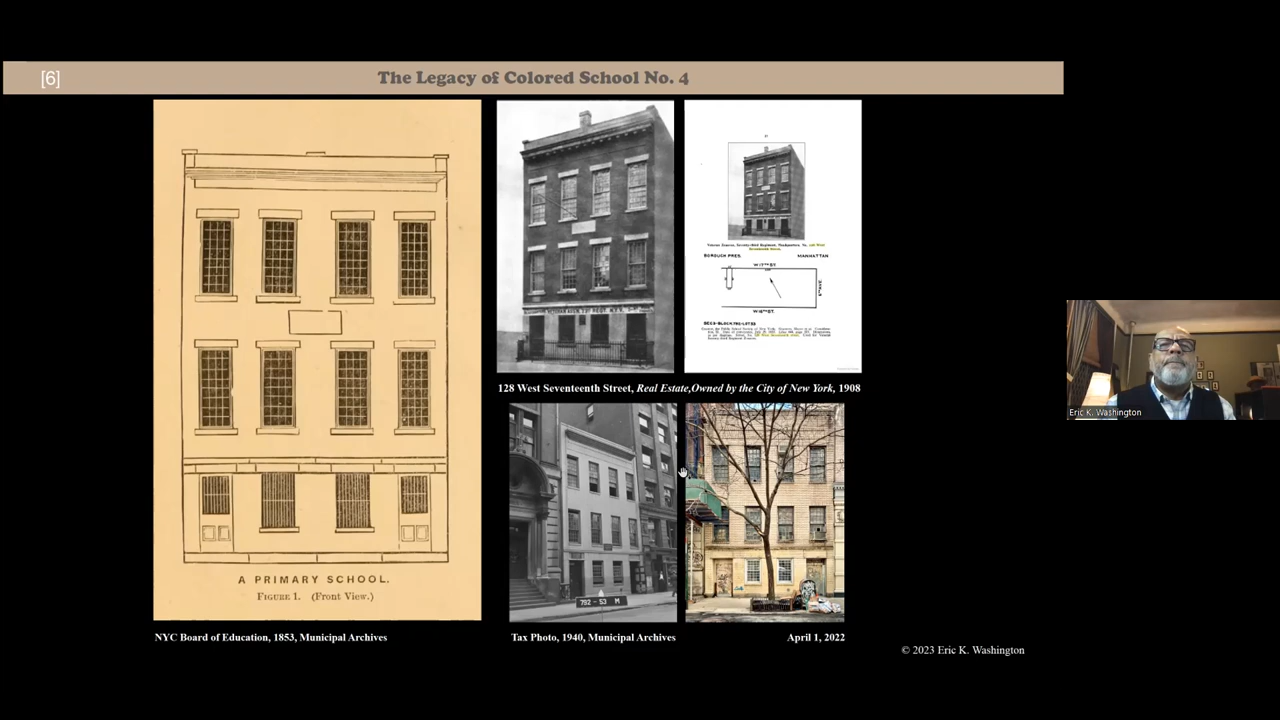 [6]
The Legacy of Colored School No. 4
A PRIMARY SCHOOL.
FIGURE 1. (Front View.)
BOROUGH PRES. MANHATTAN
W.17TH ST.
W.16TH ST.
128 West Seventeenth Street, Real Estate,Owned by the City of New York, 1908
792-53 M
NYC Board of Education, 1853, Municipal Archives
Tax Photo, 1940, Municipal Archives
April 1, 2022
© 2023 Eric K. Washington
Eric K. Washington